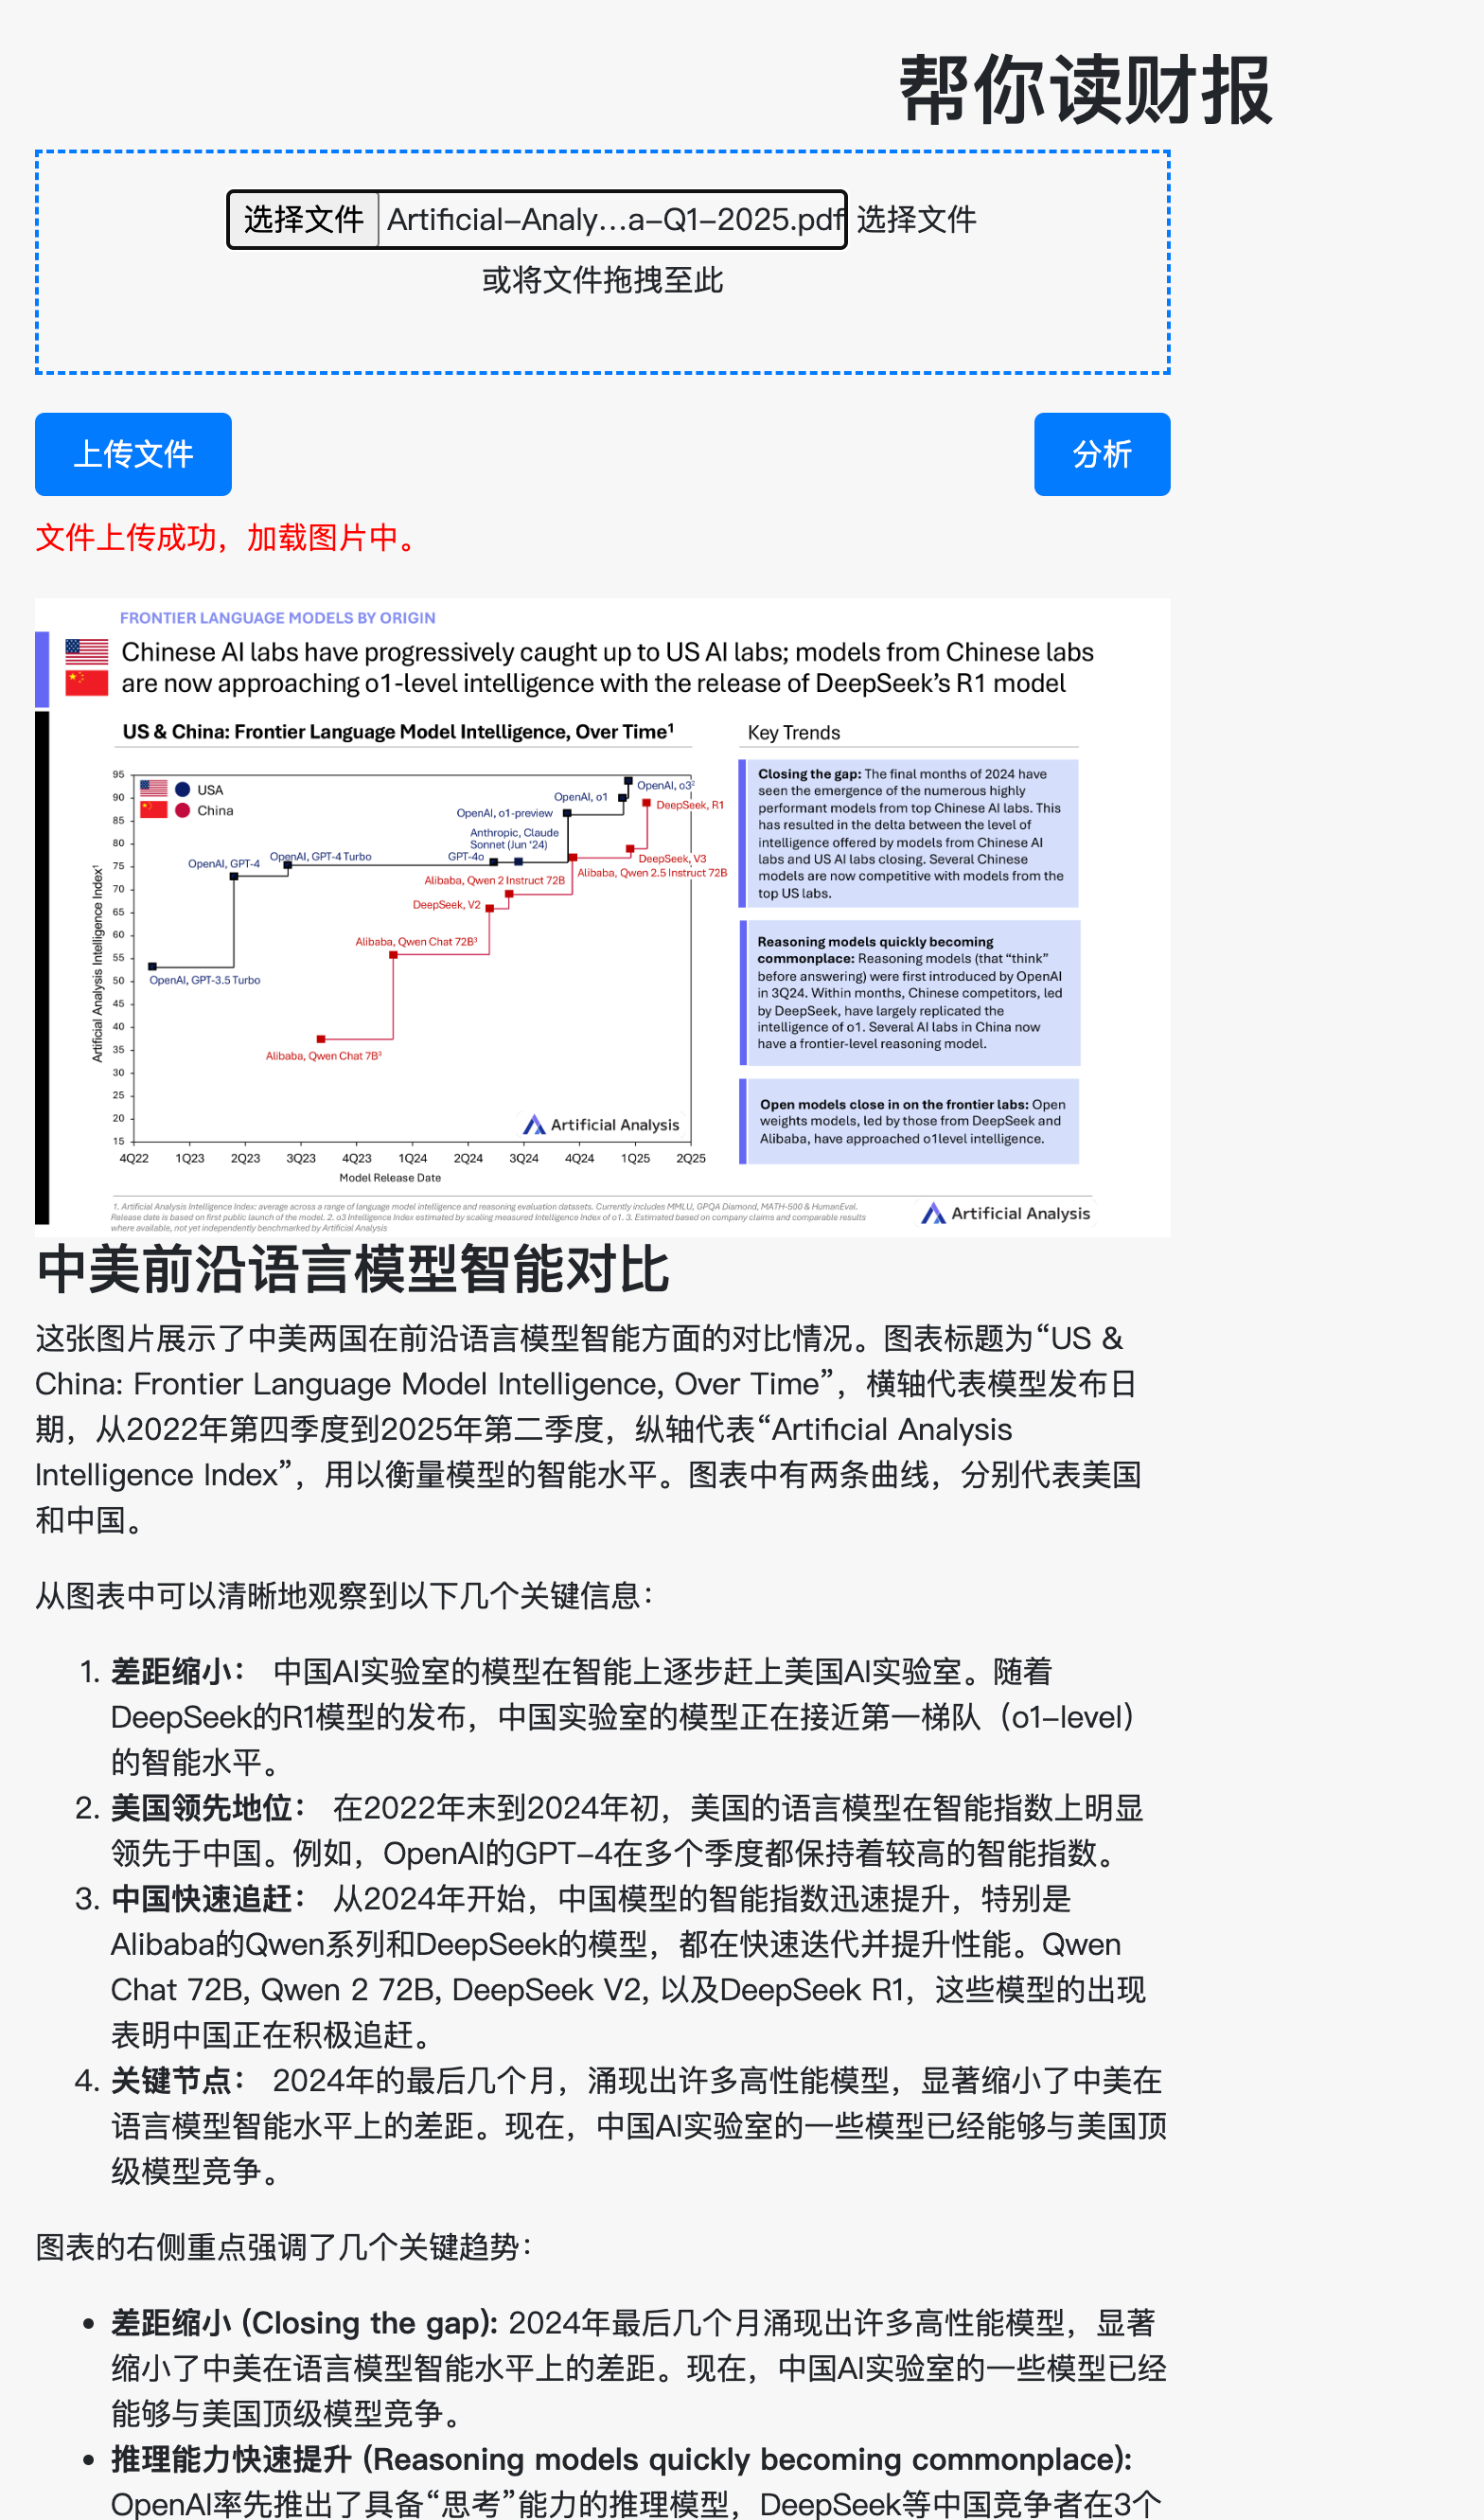 帮你读财报
选择文件 Artificial-Analy...a-Q1-2025.pdf 选择文件
或将文件拖拽至此
上传文件
分析
文件上传成功，加载图片中。
FRONTIER LANGUAGE MODELS BY ORIGIN
Chinese AI labs have progressively caught up to US AI labs; models from Chinese labs
are now approaching o1-level intelligence with the release of DeepSeek's R1 model
US & China: Frontier Language Model Intelligence, Over Time¹
Artificial Analysis Intelligence Index¹
95
90
85
80
75
70
65
60
55
50
45
40
35
30
25
20
15
USA
China
OpenAI, GPT-3.5 Turbo
OpenAI, GPT-4
OpenAI, GPT-4 Turbo
GPT-4o
Anthropic, Claude
Sonnet (Jun '24)
OpenAI, o1-preview
OpenAI, o1
OpenAI, o3²
DeepSeek, R1
DeepSeek, V3
Alibaba, Qwen 2.5 Instruct 72B
Alibaba, Qwen 2 Instruct 72B
DeepSeek, V2
Alibaba, Qwen Chat 72B³
Alibaba, Qwen Chat 7B³
Artificial Analysis
4Q22 1Q23 2Q23 3Q23 4Q23 1Q24 2Q24 3Q24 4Q24 1Q25 2Q25
Model Release Date
Key Trends
Closing the gap: The final months of 2024 have
seen the emergence of the numerous highly
performant models from top Chinese AI labs. This
has resulted in the delta between the level of
intelligence offered by models from Chinese AI
labs and US AI labs closing. Several Chinese
models are now competitive with models from the
top US labs.
Reasoning models quickly becoming
commonplace: Reasoning models (that “think”
before answering) were first introduced by OpenAI
in 3Q24. Within months, Chinese competitors, led
by DeepSeek, have largely replicated the
intelligence of o1. Several AI labs in China now
have a frontier-level reasoning model.
Open models close in on the frontier labs: Open
weights models, led by those from DeepSeek and
Alibaba, have approached o1level intelligence.
1. Artificial Analysis Intelligence Index: average across a range of language model intelligence and reasoning evaluation datasets. Currently includes MMLU, GPQA Diamond, MATH-500 & HumanEval.
Release date is based on first public launch of the model. 2. o3 Intelligence Index estimated by scaling measured Intelligence Index of o1. 3. Estimated based on company claims and comparable results
where available, not yet independently benchmarked by Artificial Analysis
Artificial Analysis
中美前沿语言模型智能对比
这张图片展示了中美两国在前沿语言模型智能方面的对比情况。图表标题为“US &
China: Frontier Language Model Intelligence, Over Time”，横轴代表模型发布日
期，从2022年第四季度到2025年第二季度，纵轴代表“Artificial Analysis
Intelligence Index”，用以衡量模型的智能水平。图表中有两条曲线，分别代表美国
和中国。
从图表中可以清晰地观察到以下几个关键信息：
1. 差距缩小： 中国AI实验室的模型在智能上逐步赶上美国AI实验室。随着
DeepSeek的R1模型的发布，中国实验室的模型正在接近第一梯队（o1-level）
的智能水平。
2. 美国领先地位： 在2022年末到2024年初，美国的语言模型在智能指数上明显
领先于中国。例如，OpenAI的GPT-4在多个季度都保持着较高的智能指数。
3. 中国快速追赶： 从2024年开始，中国模型的智能指数迅速提升，特别是
Alibaba的Qwen系列和DeepSeek的模型，都在快速迭代并提升性能。Qwen
Chat 72B, Qwen 2 72B, DeepSeek V2, 以及DeepSeek R1，这些模型的出现
表明中国正在积极追赶。
4. 关键节点： 2024年的最后几个月，涌现出许多高性能模型，显著缩小了中美在
语言模型智能水平上的差距。现在，中国AI实验室的一些模型已经能够与美国顶
级模型竞争。
图表的右侧重点强调了几个关键趋势：
• 差距缩小 (Closing the gap): 2024年最后几个月涌现出许多高性能模型，显著
缩小了中美在语言模型智能水平上的差距。现在，中国AI实验室的一些模型已经
能够与美国顶级模型竞争。
• 推理能力快速提升 (Reasoning models quickly becoming commonplace):
OpenAI率先推出了具备“思考”能力的推理模型，DeepSeek等中国竞争者在3个